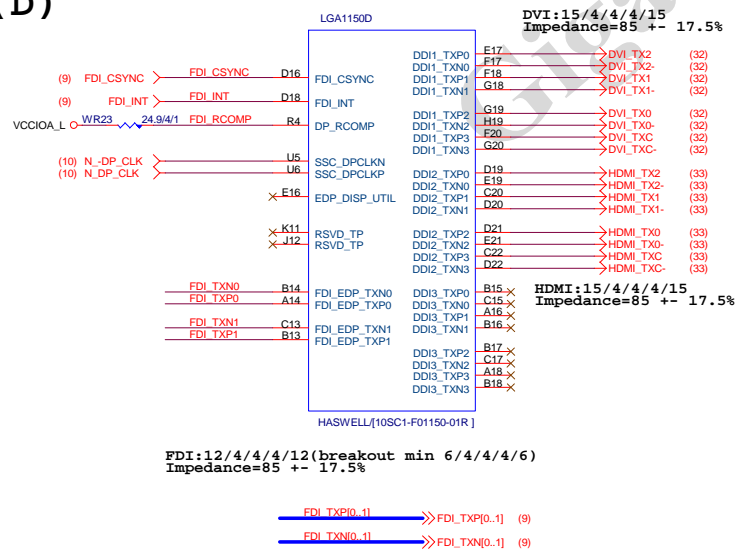 (D)
LGA1150D
DVI:15/4/4/4/15
Impedance=85 +- 17.5%
(9) FDI_CSYNC FDI_CSYNC D16 FDI_CSYNC
(9) FDI_INT FDI_INT D18 FDI_INT
VCCIOA_L WR23 24.9/4/1 FDI_RCOMP R4 DP_RCOMP
(10) N_-DP_CLK U5 SSC_DPCLKN
(10) N_DP_CLK U6 SSC_DPCLKP
E16 EDP_DISP_UTIL
K11 RSVD_TP
J12 RSVD_TP
FDI_TXN0 B14 FDI_EDP_TXN0
FDI_TXP0 A14 FDI_EDP_TXP0
FDI_TXN1 C13 FDI_EDP_TXN1
FDI_TXP1 B13 FDI_EDP_TXP1
DDI1_TXP0 E17 DVI_TX2 (32)
DDI1_TXN0 F17 DVI_TX2- (32)
DDI1_TXP1 F18 DVI_TX1 (32)
DDI1_TXN1 G18 DVI_TX1- (32)
DDI1_TXP2 G19 DVI_TX0 (32)
DDI1_TXN2 H19 DVI_TX0- (32)
DDI1_TXP3 F20 DVI_TXC (32)
DDI1_TXN3 G20 DVI_TXC- (32)
DDI2_TXP0 D19 HDMI_TX2 (33)
DDI2_TXN0 E19 HDMI_TX2- (33)
DDI2_TXP1 C20 HDMI_TX1 (33)
DDI2_TXN1 D20 HDMI_TX1- (33)
DDI2_TXP2 D21 HDMI_TX0 (33)
DDI2_TXN2 E21 HDMI_TX0- (33)
DDI2_TXP3 C22 HDMI_TXC (33)
DDI2_TXN3 D22 HDMI_TXC- (33)
HDMI:15/4/4/4/15
Impedance=85 +- 17.5%
DDI3_TXP0 B15
DDI3_TXN0 C15
DDI3_TXP1 A16
DDI3_TXN1 B16
DDI3_TXP2 B17
DDI3_TXN2 C17
DDI3_TXP3 A18
DDI3_TXN3 B18
HASWELL/[10SC1-F01150-01R ]
FDI:12/4/4/4/12(breakout min 6/4/4/4/6)
Impedance=85 +- 17.5%
FDI_TXP[0..1] FDI_TXP[0..1] (9)
FDI_TXN[0..1] FDI_TXN[0..1] (9)
Giga